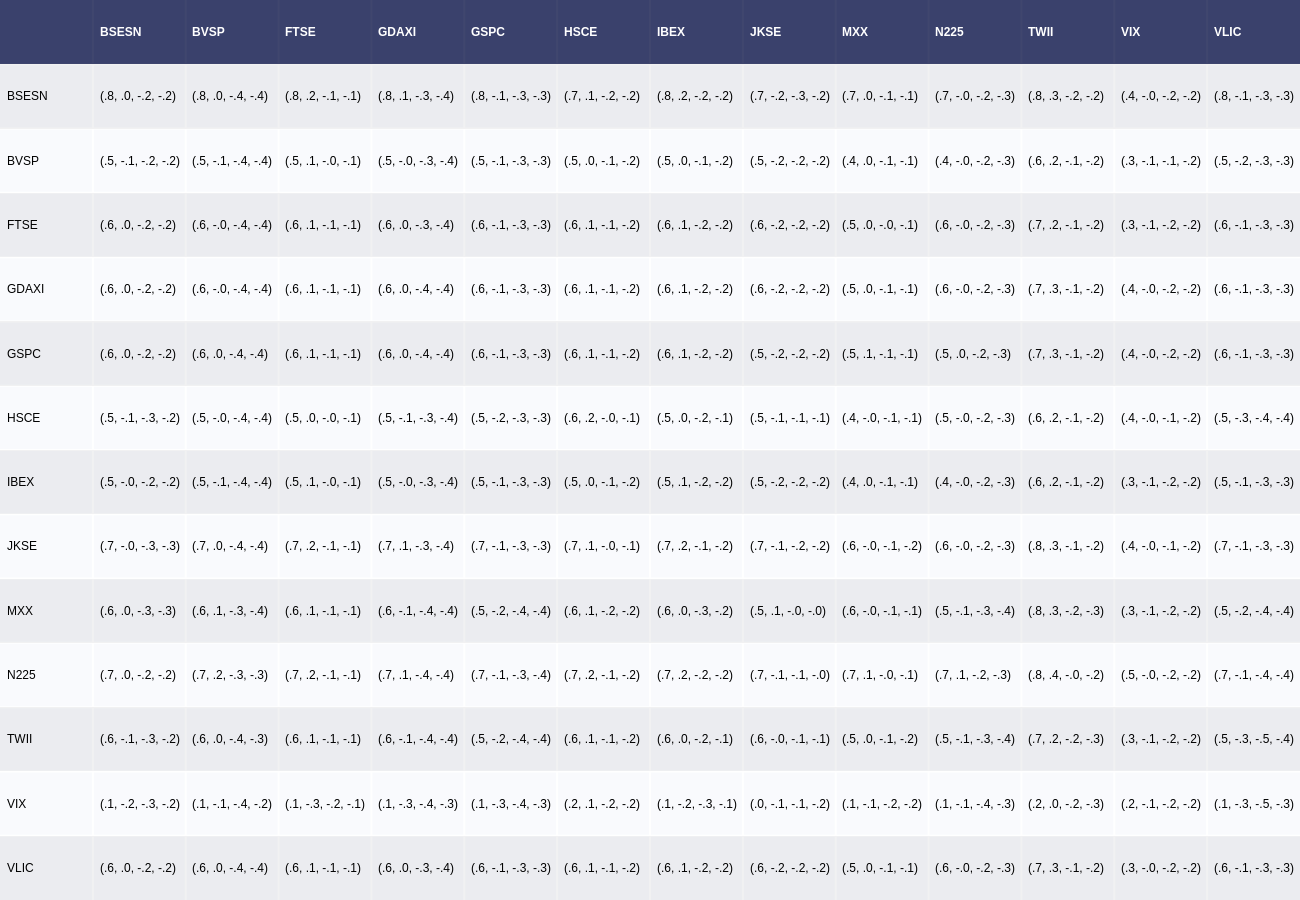 BSESN BVSP FTSE GDAXI GSPC HSCE IBEX JKSE MXX N225 TWII VIX VLIC
BSESN (.8, .0, -.2, -.2) (.8, .0, -.4, -.4) (.8, .2, -.1, -.1) (.8, .1, -.3, -.4) (.8, -.1, -.3, -.3) (.7, .1, -.2, -.2) (.8, .2, -.2, -.2) (.7, -.2, -.3, -.2) (.7, .0, -.1, -.1) (.7, -.0, -.2, -.3) (.8, .3, -.2, -.2) (.4, -.0, -.2, -.2) (.8, -.1, -.3, -.3)
BVSP (.5, -.1, -.2, -.2) (.5, -.1, -.4, -.4) (.5, .1, -.0, -.1) (.5, -.0, -.3, -.4) (.5, -.1, -.3, -.3) (.5, .0, -.1, -.2) (.5, .0, -.1, -.2) (.5, -.2, -.2, -.2) (.4, .0, -.1, -.1) (.4, -.0, -.2, -.3) (.6, .2, -.1, -.2) (.3, -.1, -.1, -.2) (.5, -.2, -.3, -.3)
FTSE (.6, .0, -.2, -.2) (.6, -.0, -.4, -.4) (.6, .1, -.1, -.1) (.6, .0, -.3, -.4) (.6, -.1, -.3, -.3) (.6, .1, -.1, -.2) (.6, .1, -.2, -.2) (.6, -.2, -.2, -.2) (.5, .0, -.0, -.1) (.6, -.0, -.2, -.3) (.7, .2, -.1, -.2) (.3, -.1, -.2, -.2) (.6, -.1, -.3, -.3)
GDAXI (.6, .0, -.2, -.2) (.6, -.0, -.4, -.4) (.6, .1, -.1, -.1) (.6, .0, -.4, -.4) (.6, -.1, -.3, -.3) (.6, .1, -.1, -.2) (.6, .1, -.2, -.2) (.6, -.2, -.2, -.2) (.5, .0, -.1, -.1) (.6, -.0, -.2, -.3) (.7, .3, -.1, -.2) (.4, -.0, -.2, -.2) (.6, -.1, -.3, -.3)
GSPC (.6, .0, -.2, -.2) (.6, .0, -.4, -.4) (.6, .1, -.1, -.1) (.6, .0, -.4, -.4) (.6, -.1, -.3, -.3) (.6, .1, -.1, -.2) (.6, .1, -.2, -.2) (.5, -.2, -.2, -.2) (.5, .1, -.1, -.1) (.5, .0, -.2, -.3) (.7, .3, -.1, -.2) (.4, -.0, -.2, -.2) (.6, -.1, -.3, -.3)
HSCE (.5, -.1, -.3, -.2) (.5, -.0, -.4, -.4) (.5, .0, -.0, -.1) (.5, -.1, -.3, -.4) (.5, -.2, -.3, -.3) (.6, .2, -.0, -.1) (.5, .0, -.2, -.1) (.5, -.1, -.1, -.1) (.4, -.0, -.1, -.1) (.5, -.0, -.2, -.3) (.6, .2, -.1, -.2) (.4, -.0, -.1, -.2) (.5, -.3, -.4, -.4)
IBEX (.5, -.0, -.2, -.2) (.5, -.1, -.4, -.4) (.5, .1, -.0, -.1) (.5, -.0, -.3, -.4) (.5, -.1, -.3, -.3) (.5, .0, -.1, -.2) (.5, .1, -.2, -.2) (.5, -.2, -.2, -.2) (.4, .0, -.1, -.1) (.4, -.0, -.2, -.3) (.6, .2, -.1, -.2) (.3, -.1, -.2, -.2) (.5, -.1, -.3, -.3)
JKSE (.7, -.0, -.3, -.3) (.7, .0, -.4, -.4) (.7, .2, -.1, -.1) (.7, .1, -.3, -.4) (.7, -.1, -.3, -.3) (.7, .1, -.0, -.1) (.7, .2, -.1, -.2) (.7, -.1, -.2, -.2) (.6, -.0, -.1, -.2) (.6, -.0, -.2, -.3) (.8, .3, -.1, -.2) (.4, -.0, -.1, -.2) (.7, -.1, -.3, -.3)
MXX (.6, .0, -.3, -.3) (.6, .1, -.3, -.4) (.6, .1, -.1, -.1) (.6, -.1, -.4, -.4) (.5, -.2, -.4, -.4) (.6, .1, -.2, -.2) (.6, .0, -.3, -.2) (.5, .1, -.0, -.0) (.6, -.0, -.1, -.1) (.5, -.1, -.3, -.4) (.8, .3, -.2, -.3) (.3, -.1, -.2, -.2) (.5, -.2, -.4, -.4)
N225 (.7, .0, -.2, -.2) (.7, .2, -.3, -.3) (.7, .2, -.1, -.1) (.7, .1, -.4, -.4) (.7, -.1, -.3, -.4) (.7, .2, -.1, -.2) (.7, .2, -.2, -.2) (.7, -.1, -.1, -.0) (.7, .1, -.0, -.1) (.7, .1, -.2, -.3) (.8, .4, -.0, -.2) (.5, -.0, -.2, -.2) (.7, -.1, -.4, -.4)
TWII (.6, -.1, -.3, -.2) (.6, .0, -.4, -.3) (.6, .1, -.1, -.1) (.6, -.1, -.4, -.4) (.5, -.2, -.4, -.4) (.6, .1, -.1, -.2) (.6, .0, -.2, -.1) (.6, -.0, -.1, -.1) (.5, .0, -.1, -.2) (.5, -.1, -.3, -.4) (.7, .2, -.2, -.3) (.3, -.1, -.2, -.2) (.5, -.3, -.5, -.4)
VIX (.1, -.2, -.3, -.2) (.1, -.1, -.4, -.2) (.1, -.3, -.2, -.1) (.1, -.3, -.4, -.3) (.1, -.3, -.4, -.3) (.2, .1, -.2, -.2) (.1, -.2, -.3, -.1) (.0, -.1, -.1, -.2) (.1, -.1, -.2, -.2) (.1, -.1, -.4, -.3) (.2, .0, -.2, -.3) (.2, -.1, -.2, -.2) (.1, -.3, -.5, -.3)
VLIC (.6, .0, -.2, -.2) (.6, .0, -.4, -.4) (.6, .1, -.1, -.1) (.6, .0, -.3, -.4) (.6, -.1, -.3, -.3) (.6, .1, -.1, -.2) (.6, .1, -.2, -.2) (.6, -.2, -.2, -.2) (.5, .0, -.1, -.1) (.6, -.0, -.2, -.3) (.7, .3, -.1, -.2) (.3, -.0, -.2, -.2) (.6, -.1, -.3, -.3)